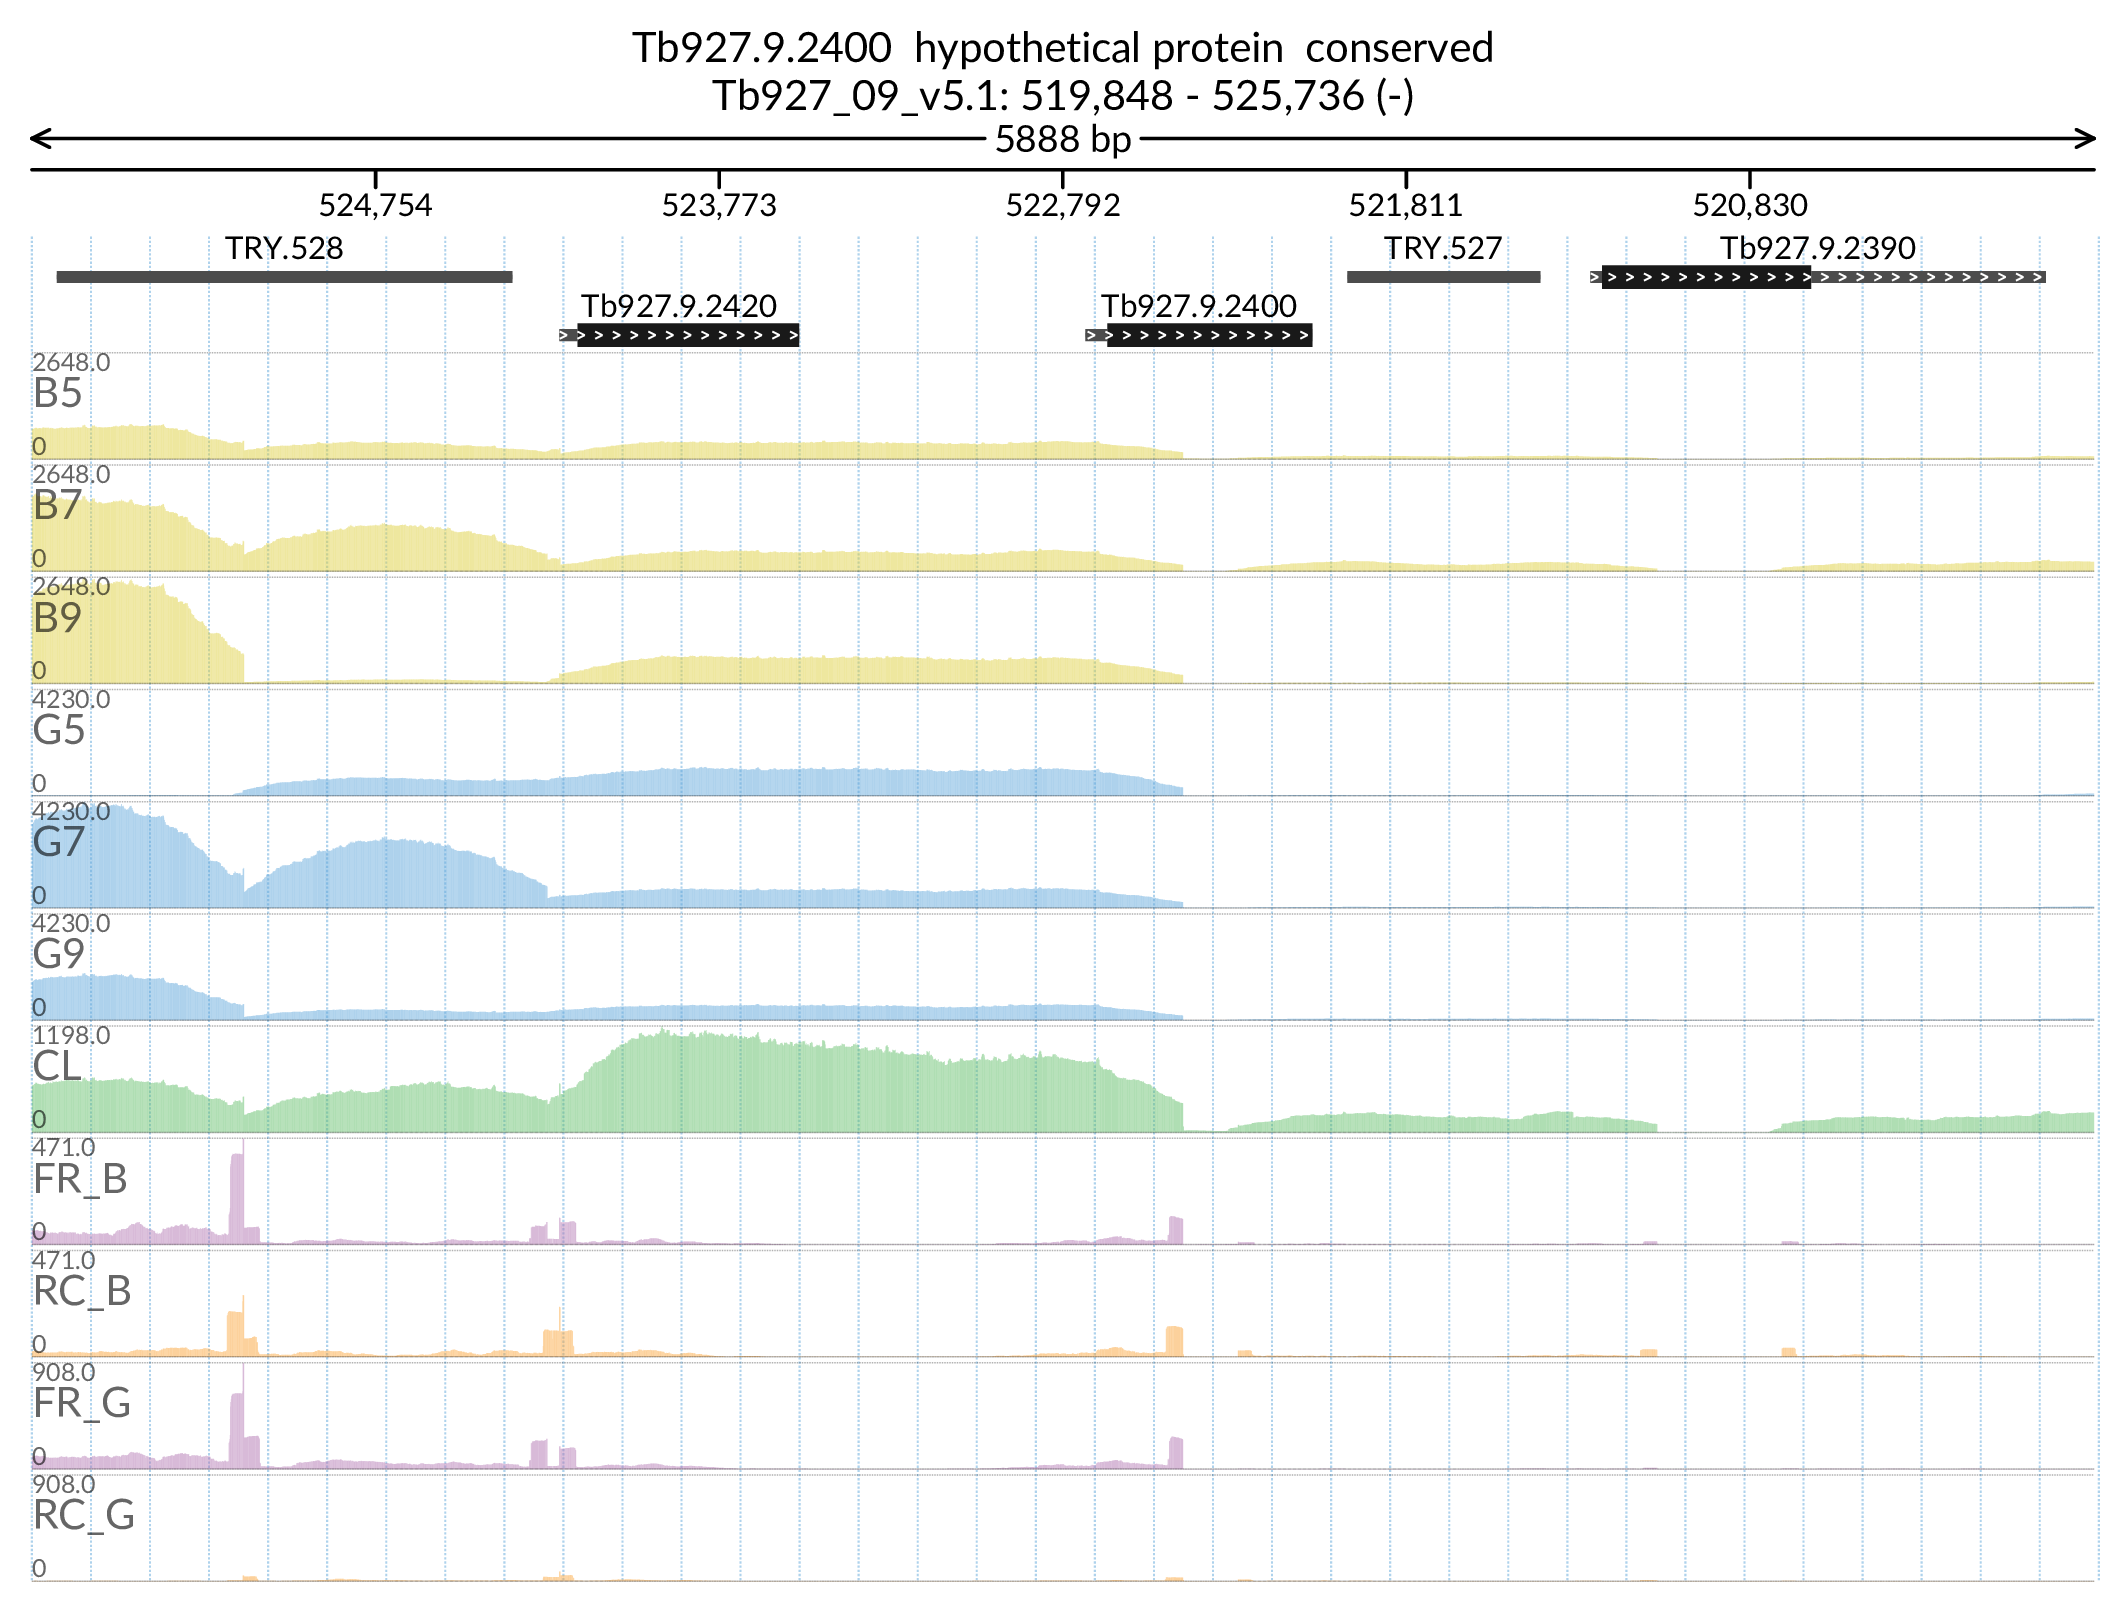 Tb927.9.2400 hypothetical protein conserved
Tb927_09_v5.1: 519,848 - 525,736 (-)
5888 bp
524,754 523,773 522,792 521,811 520,830
TRY.528 TRY.527 Tb927.9.2390
Tb927.9.2420 Tb927.9.2400
2648.0
B5
0
2648.0
B7
0
2648.0
B9
0
4230.0
G5
0
4230.0
G7
0
4230.0
G9
0
1198.0
CL
0
471.0
FR_B
0
471.0
RC_B
0
908.0
FR_G
0
908.0
RC_G
0